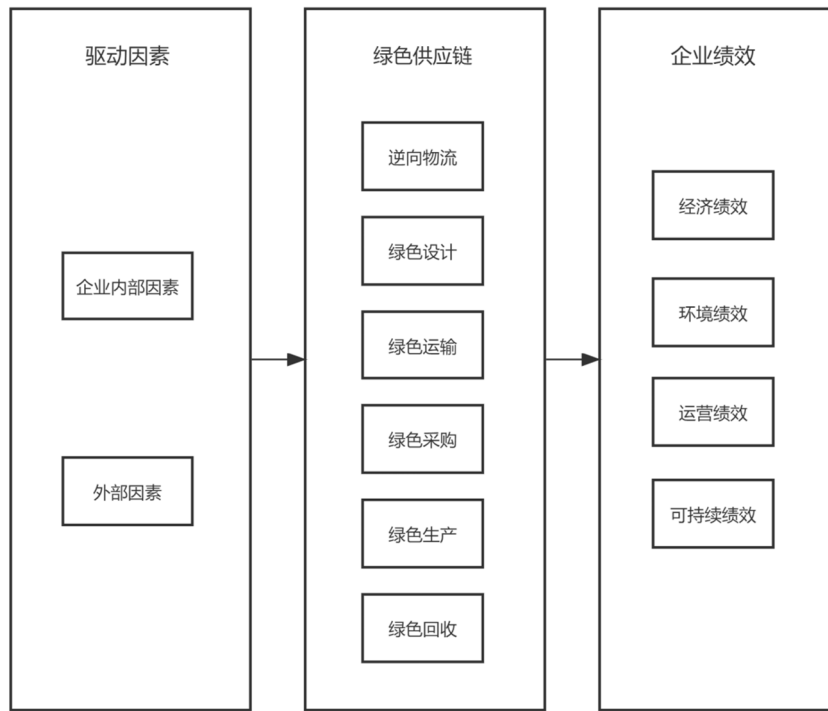 驱动因素
企业内部因素
外部因素
绿色供应链
逆向物流
绿色设计
绿色运输
绿色采购
绿色生产
绿色回收
企业绩效
经济绩效
环境绩效
运营绩效
可持续绩效